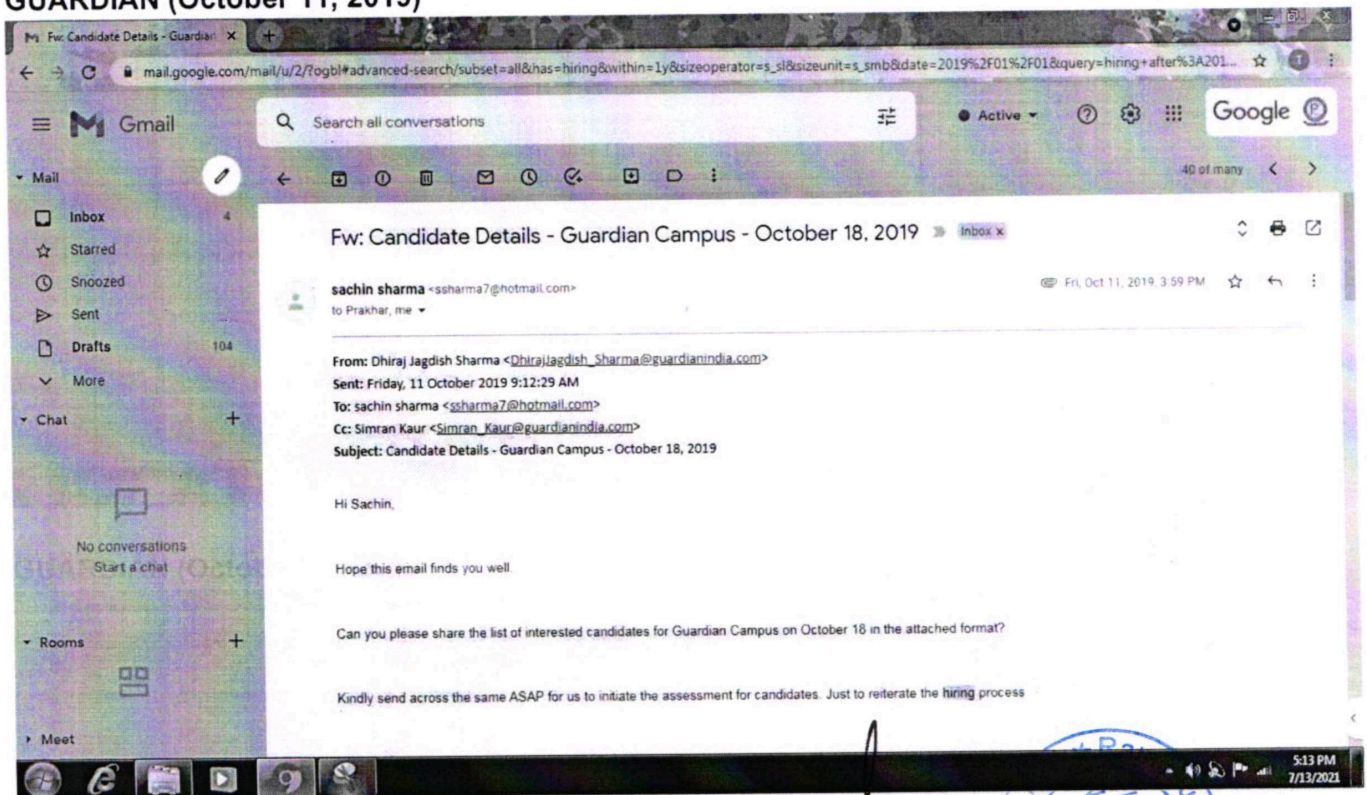 GUARDIAN (October 11, 2019)
Fw: Candidate Details - Guardian
mail.google.com/mail/u/2/?ogbl#advanced-search/subset=all&has=hiring&within=1y&sizeoperator=s_sl&sizeunit=s_smb&date=2019%2F01%2F01&query=hiring+after%3A201...
Gmail
Search all conversations
Active
Google
Mail
40 of many
Inbox 4
Fw: Candidate Details - Guardian Campus - October 18, 2019 Inbox x
Starred
Snoozed
sachin sharma <ssharma7@hotmail.com> Fri, Oct 11, 2019, 3:59 PM
to Prakhar, me
Sent
Drafts 104
From: Dhiraj Jagdish Sharma <DhirajJagdish_Sharma@guardianindia.com>
Sent: Friday, 11 October 2019 9:12:29 AM
More
To: sachin sharma <ssharma7@hotmail.com>
Chat +
Cc: Simran Kaur <Simran_Kaur@guardianindia.com>
Subject: Candidate Details - Guardian Campus - October 18, 2019
Hi Sachin,
No conversations
Start a chat
Hope this email finds you well.
Rooms +
Can you please share the list of interested candidates for Guardian Campus on October 18 in the attached format?
Kindly send across the same ASAP for us to initiate the assessment for candidates. Just to reiterate the hiring process
Meet
5:13 PM
7/13/2021